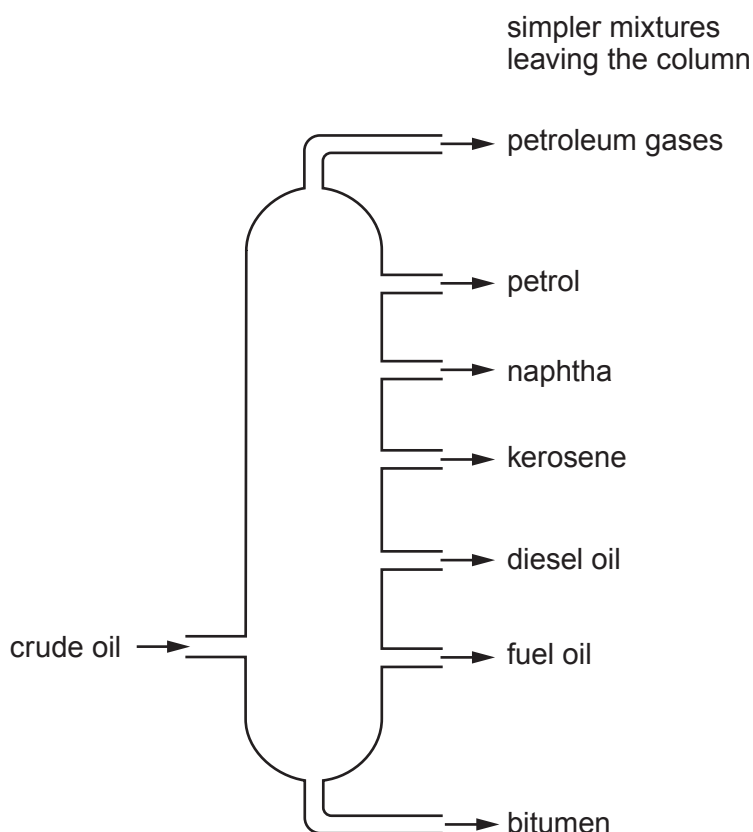 simpler mixtures
leaving the column
petroleum gases
petrol
naphtha
kerosene
diesel oil
crude oil
fuel oil
bitumen